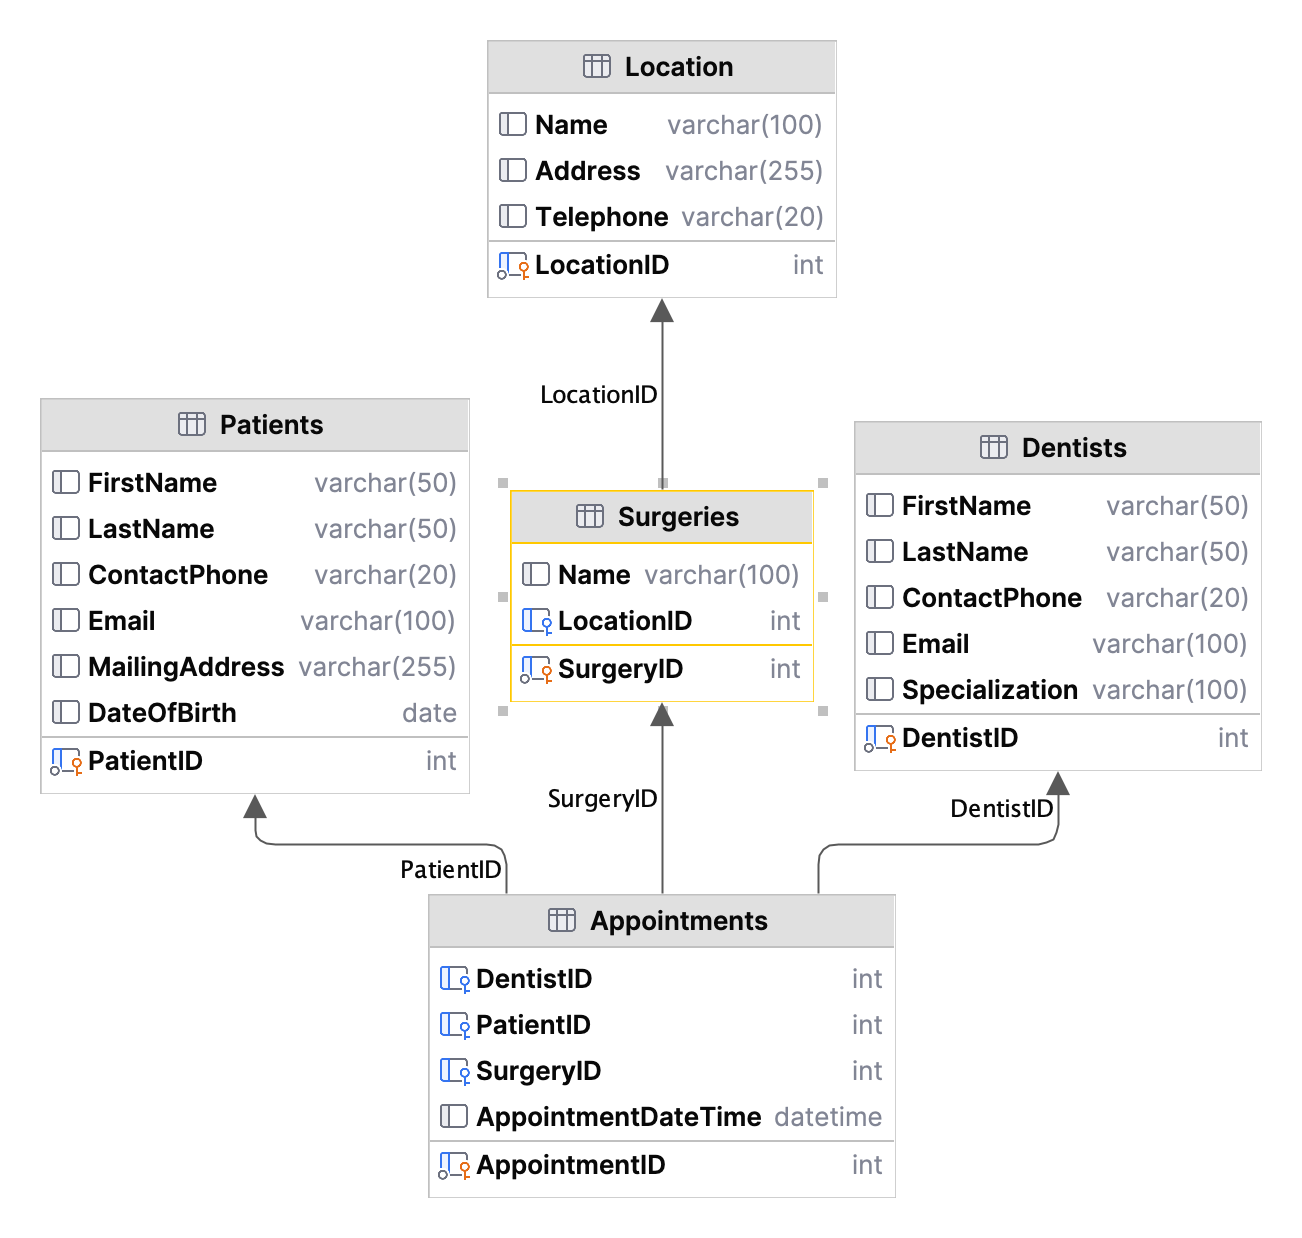 Location
Name varchar(100)
Address varchar(255)
Telephone varchar(20)
LocationID int
LocationID
Patients
FirstName varchar(50)
LastName varchar(50)
ContactPhone varchar(20)
Email varchar(100)
MailingAddress varchar(255)
DateOfBirth date
PatientID int
Surgeries
Name varchar(100)
LocationID int
SurgeryID int
Dentists
FirstName varchar(50)
LastName varchar(50)
ContactPhone varchar(20)
Email varchar(100)
Specialization varchar(100)
DentistID int
PatientID
SurgeryID
DentistID
Appointments
DentistID int
PatientID int
SurgeryID int
AppointmentDateTime datetime
AppointmentID int